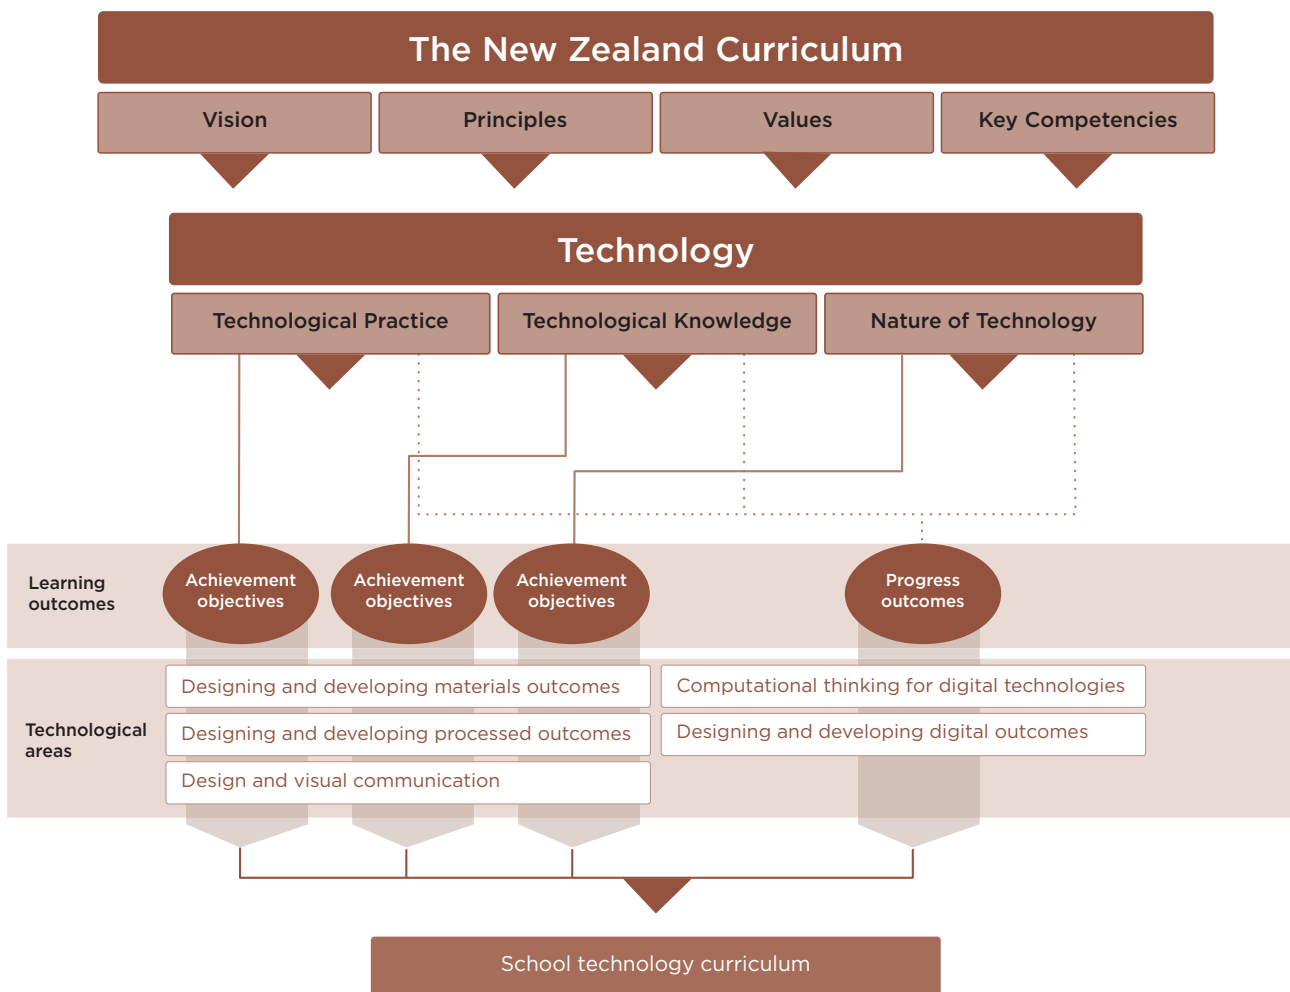 The New Zealand Curriculum
Vision
Principles
Values
Key Competencies
Technology
Technological Practice
Technological Knowledge
Nature of Technology
Learning
outcomes
Achievement
objectives
Achievement
objectives
Achievement
objectives
Progress
outcomes
Technological
areas
Designing and developing materials outcomes
Designing and developing processed outcomes
Design and visual communication
Computational thinking for digital technologies
Designing and developing digital outcomes
School technology curriculum